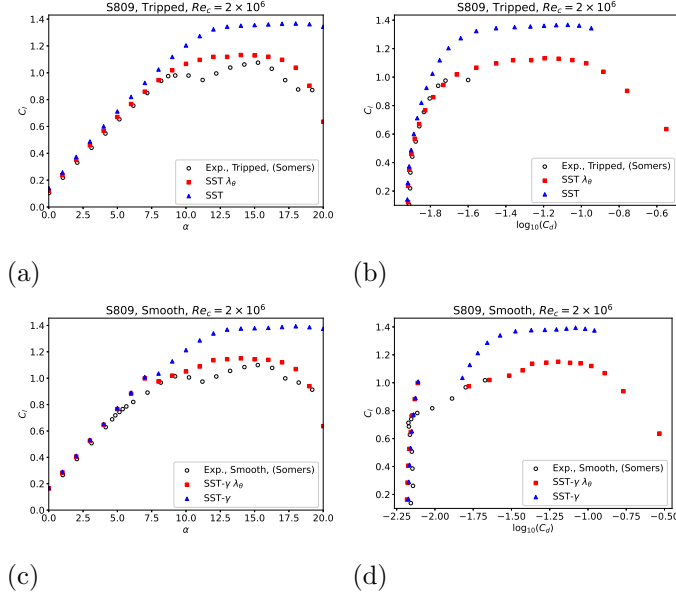 S809, Tripped, $Re_c = 2 \times 10^6$
1.4
1.2
1.0
0.8
0.6
0.4
0.2
0.0
$C_l$
Exp., Tripped, (Somers)
SST $\lambda_\theta$
SST
0.0 2.5 5.0 7.5 10.0 12.5 15.0 17.5 20.0
$\alpha$
(a)
S809, Tripped, $Re_c = 2 \times 10^6$
1.4
1.2
1.0
0.8
0.6
0.4
0.2
$C_l$
Exp., Tripped, (Somers)
SST $\lambda_\theta$
SST
−1.8 −1.6 −1.4 −1.2 −1.0 −0.8 −0.6
$\log_{10}(C_d)$
(b)
S809, Smooth, $Re_c = 2 \times 10^6$
1.4
1.2
1.0
0.8
0.6
0.4
0.2
0.0
$C_l$
Exp., Smooth, (Somers)
SST-$\gamma$ $\lambda_\theta$
SST-$\gamma$
0.0 2.5 5.0 7.5 10.0 12.5 15.0 17.5 20.0
$\alpha$
(c)
S809, Smooth, $Re_c = 2 \times 10^6$
1.4
1.2
1.0
0.8
0.6
0.4
0.2
$C_l$
Exp., Smooth, (Somers)
SST-$\gamma$ $\lambda_\theta$
SST-$\gamma$
−2.25 −2.00 −1.75 −1.50 −1.25 −1.00 −0.75 −0.50
$\log_{10}(C_d)$
(d)